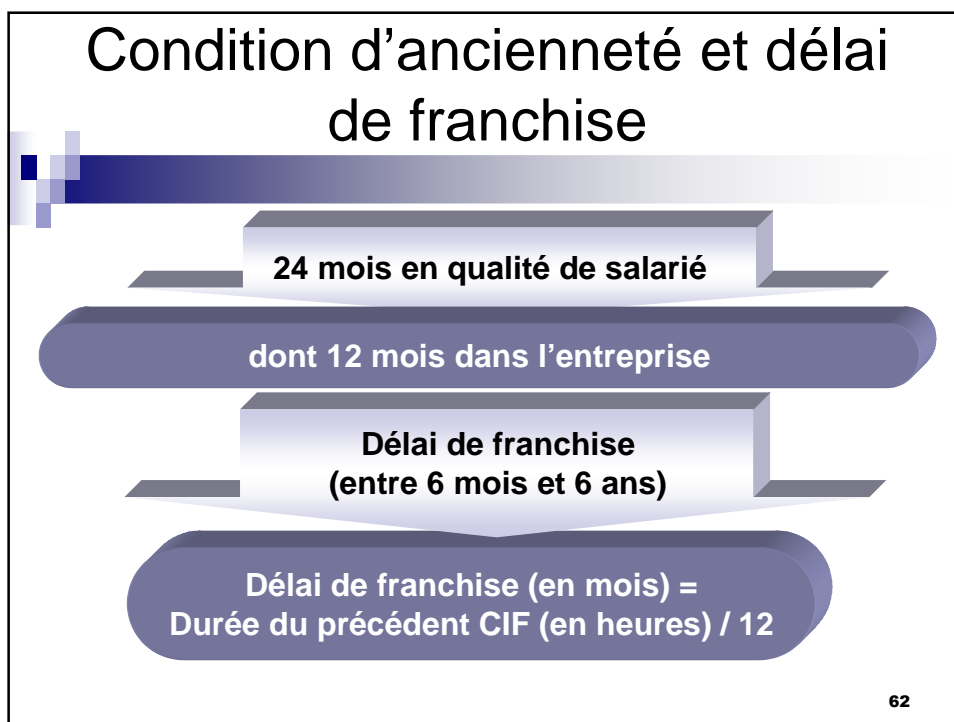 Condition d’ancienneté et délai
de franchise
24 mois en qualité de salarié
dont 12 mois dans l’entreprise
Délai de franchise
(entre 6 mois et 6 ans)
Délai de franchise (en mois) =
Durée du précédent CIF (en heures) / 12
62